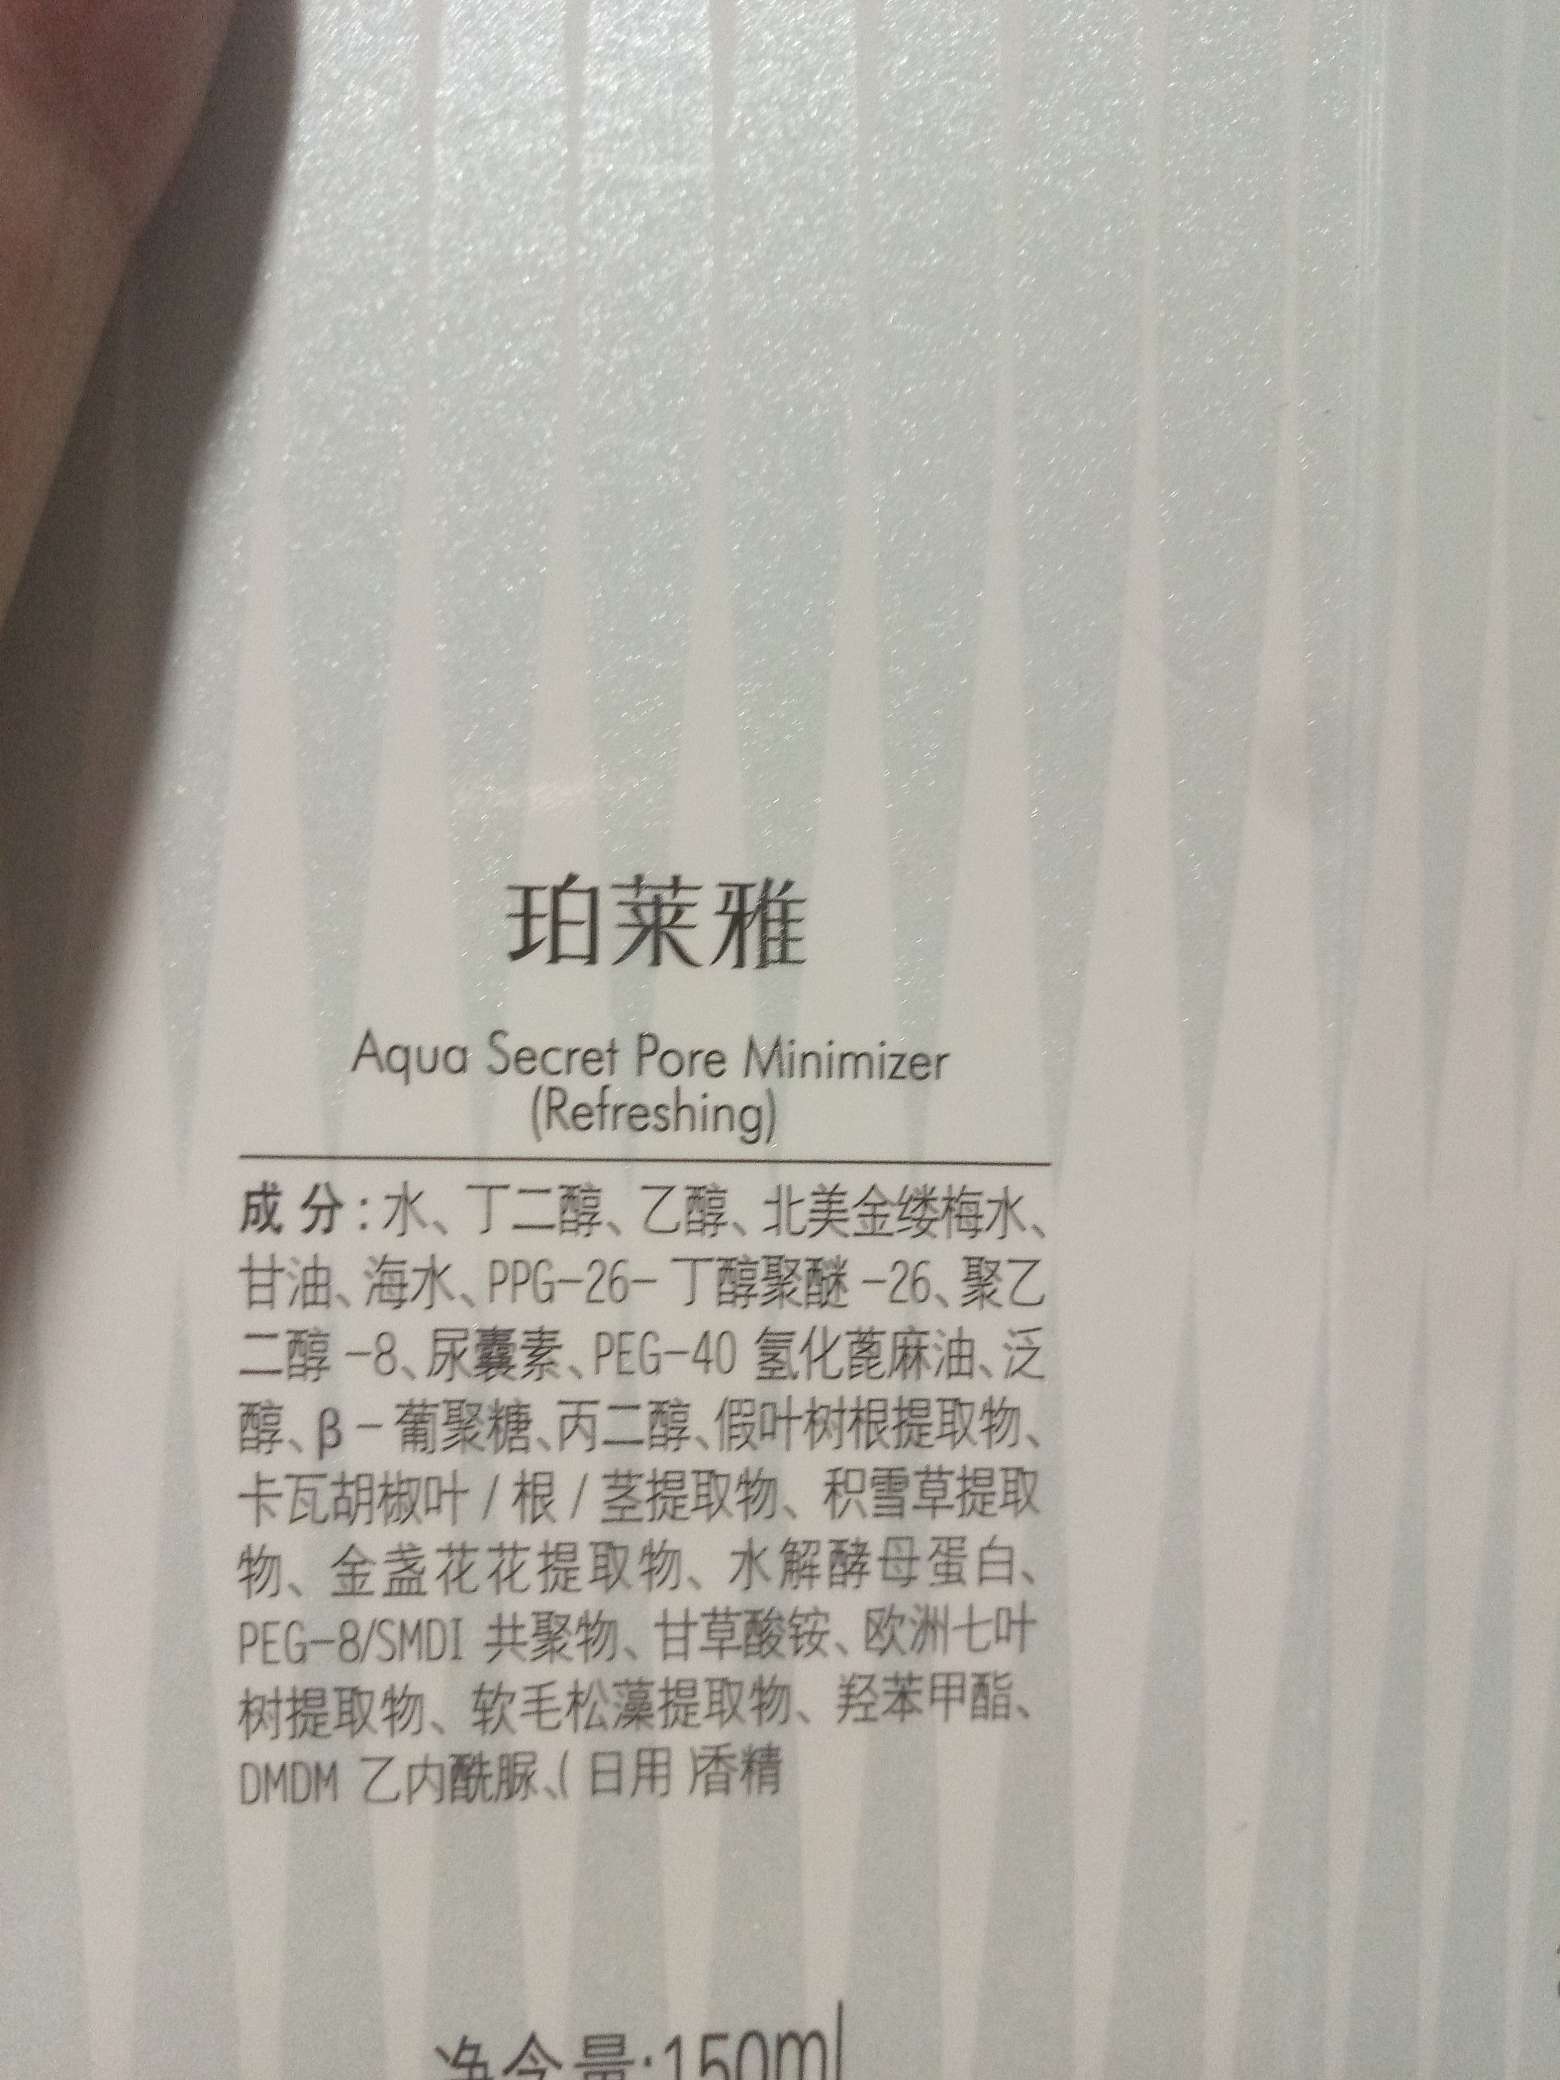 珀莱雅
Aqua Secret Pore Minimizer
(Refreshing)
成分:水、丁二醇、乙醇、北美金缕梅水、
甘油、海水、PPG-26-丁醇聚醚-26、聚乙
二醇-8、尿囊素、PEG-40 氢化蓖麻油、泛
醇、β-葡聚糖、丙二醇、假叶树根提取物、
卡瓦胡椒叶/根/茎提取物、积雪草提取
物、金盏花花提取物、水解酵母蛋白、
PEG-8/SMDI 共聚物、甘草酸铵、欧洲七叶
树提取物、软毛松藻提取物、羟苯甲酯、
DMDM 乙内酰脲、(日用)香精
净含量:150ml